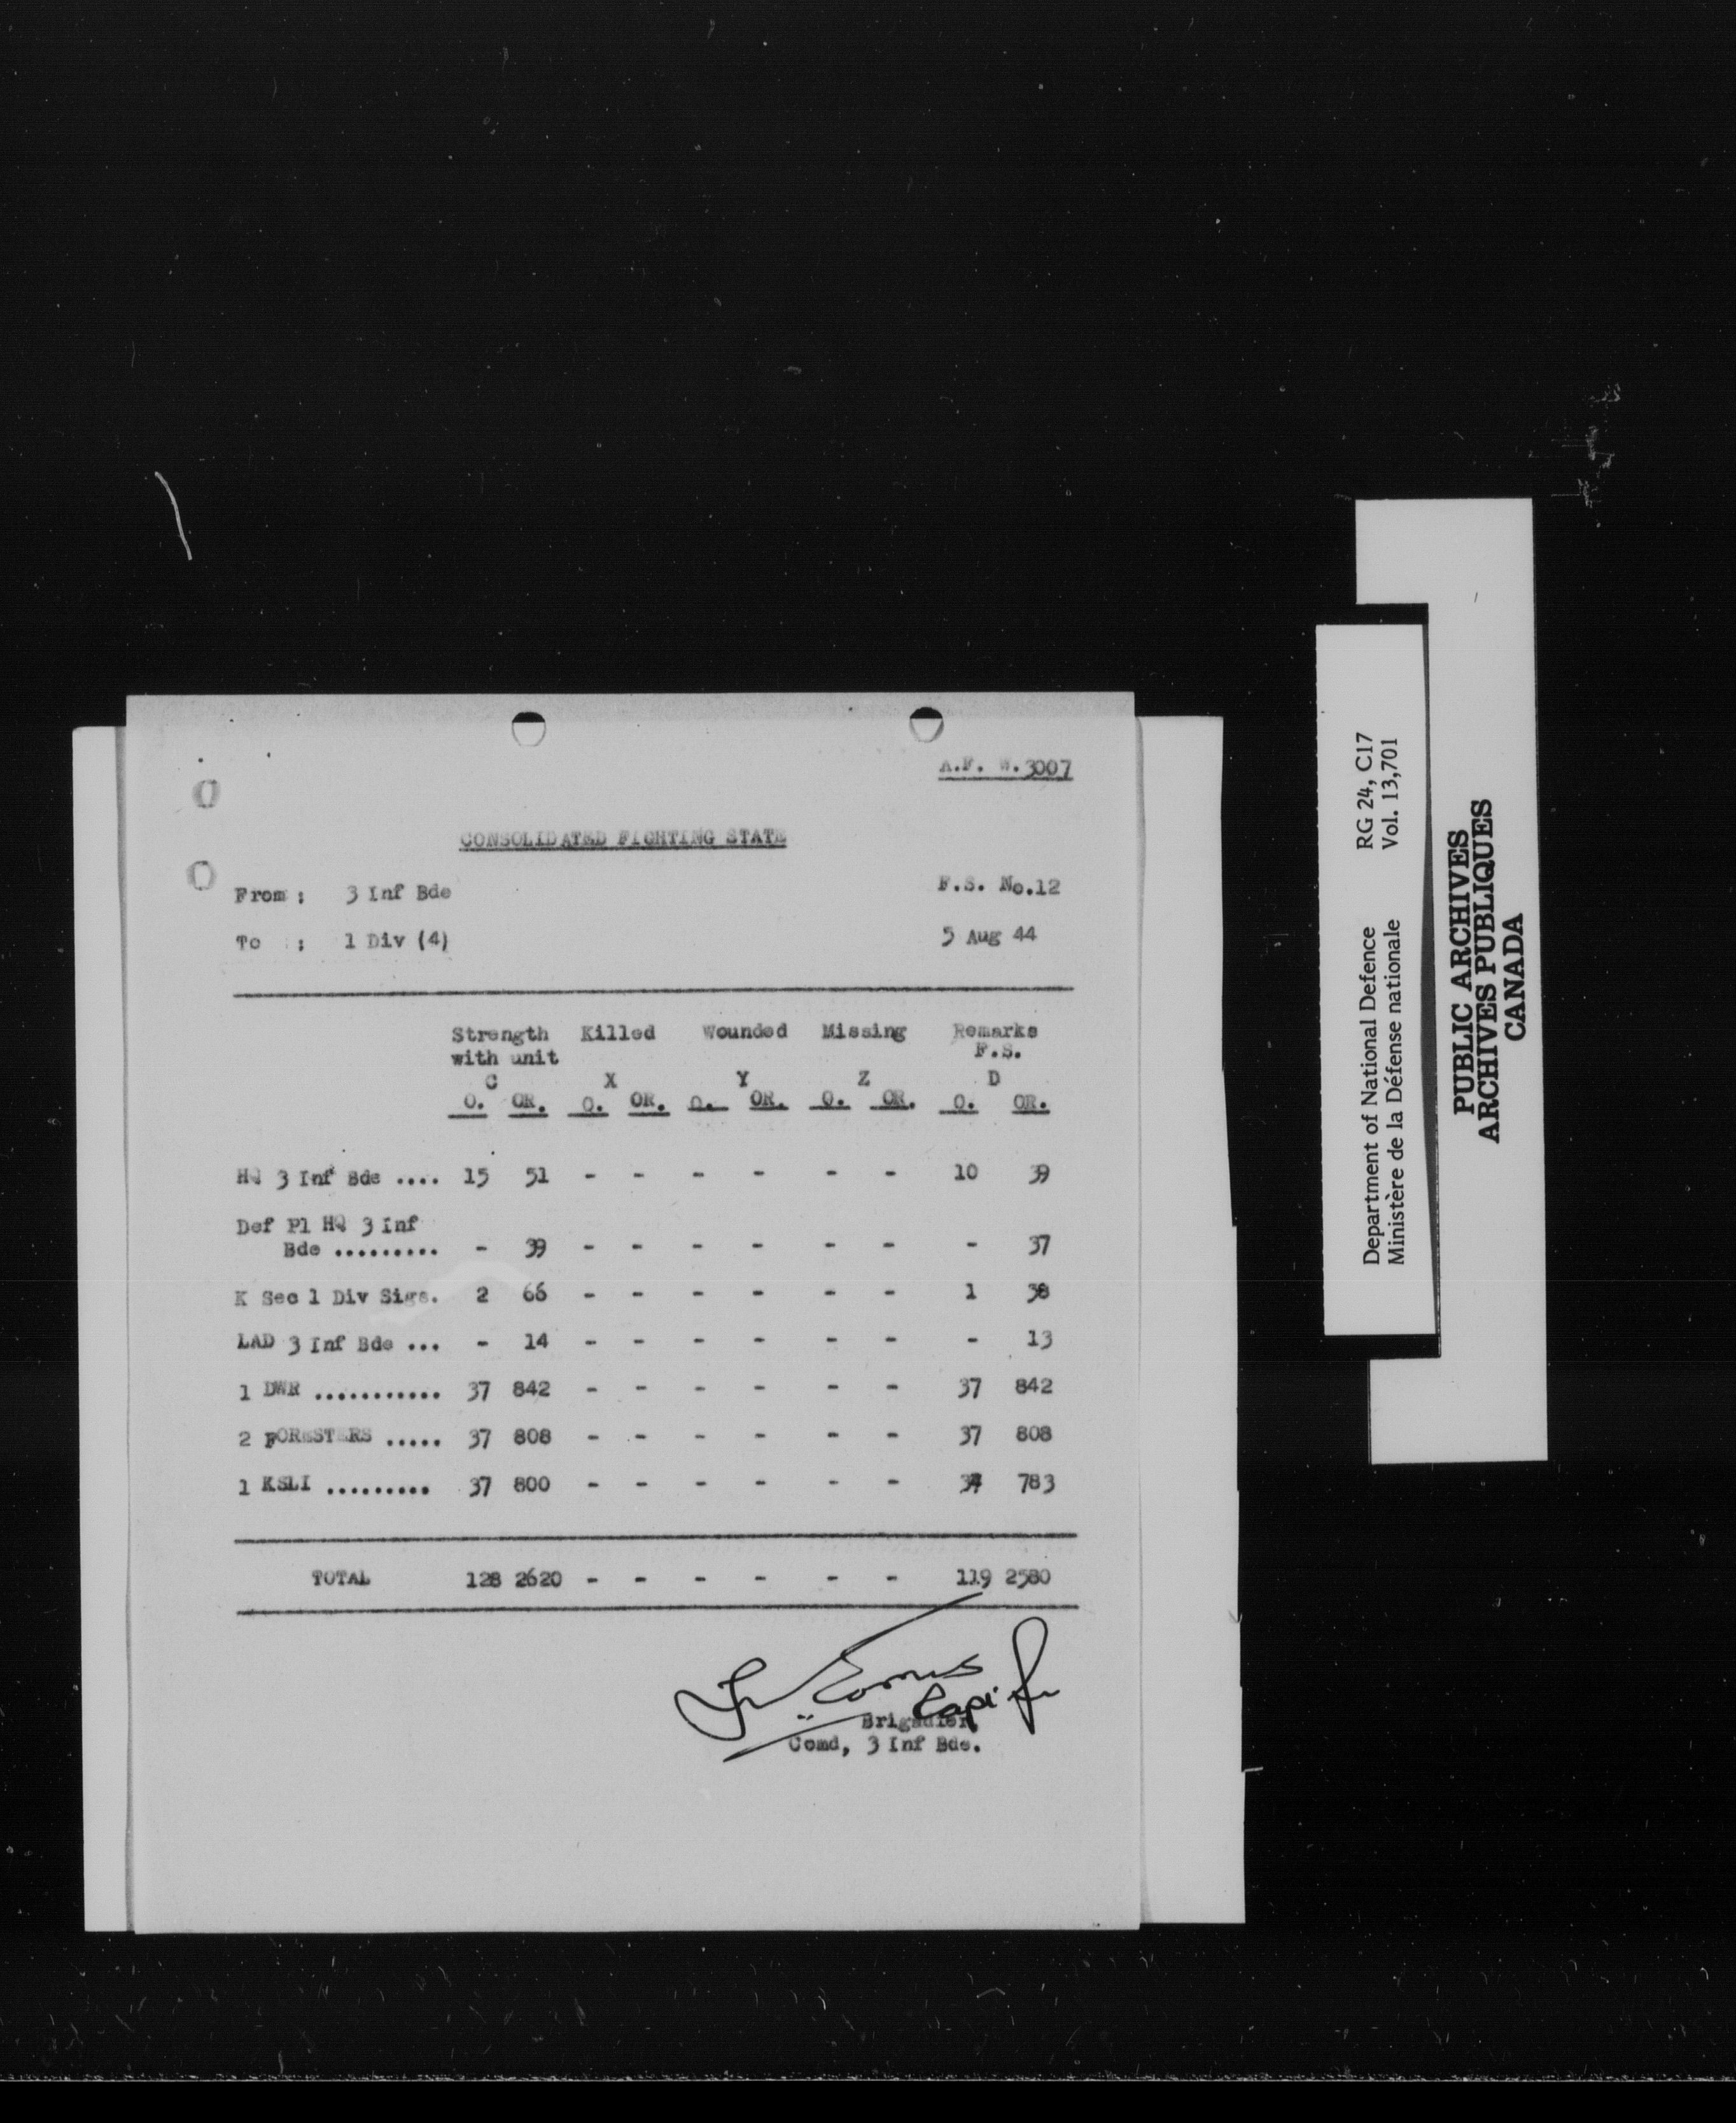 A.F. W.3007
CONSOLIDATED FIGHTING STATE
From : 3 Inf Bde F.S. No.12
To : 1 Div (4) 5 Aug 44
Strength Killed Wounded Missing Remarks
with unit F.S.
C X Y Z D
O. OR. O. OR. O. OR. O. OR. O. OR.
HQ 3 Inf Bde .... 15 51 - - - - - - 10 39
Def Pl HQ 3 Inf
Bde ......... - 39 - - - - - - - 37
K Sec 1 Div Sigs. 2 66 - - - - - - 1 58
LAD 3 Inf Bde ... - 14 - - - - - - - 13
1 DWR ........... 37 842 - - - - - - 37 842
2 FORESTERS ..... 37 808 - - - - - - 37 808
1 KSLI ......... 37 800 - - - - - - 34 783
TOTAL 128 2620 - - - - - - 119 2580
Capt for
Brigadier,
Comd, 3 Inf Bde.
Department of National Defence RG 24, C17
Ministère de la Défense nationale Vol. 13,701
PUBLIC ARCHIVES
ARCHIVES PUBLIQUES
CANADA